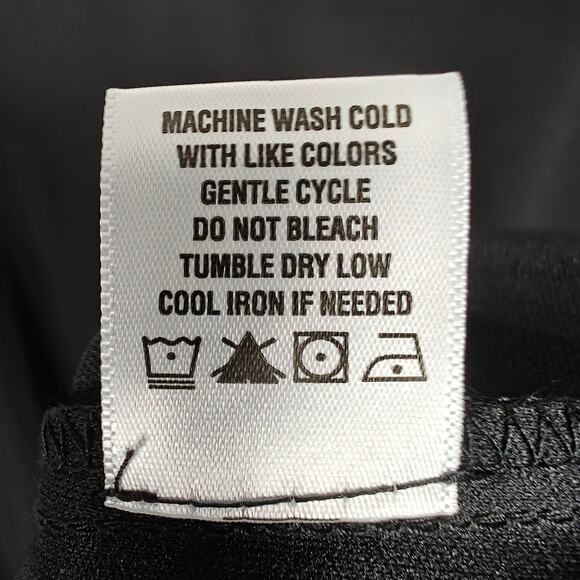 MACHINE WASH COLD
WITH LIKE COLORS
GENTLE CYCLE
DO NOT BLEACH
TUMBLE DRY LOW
COOL IRON IF NEEDED